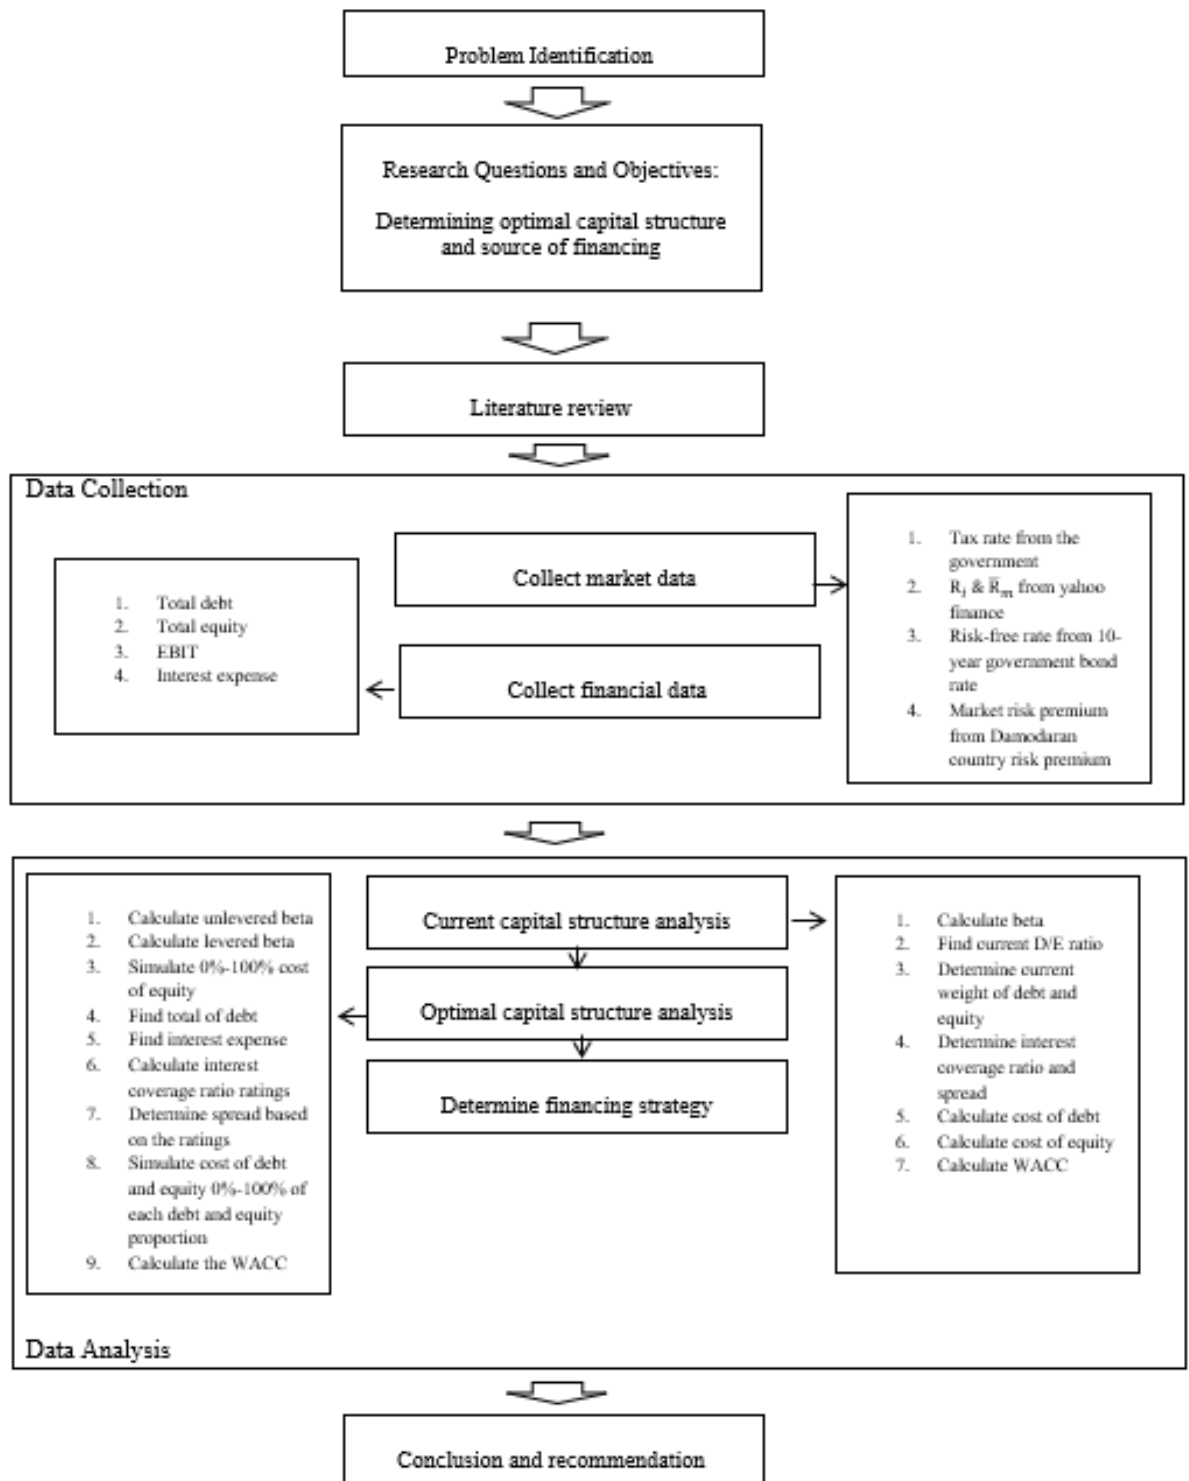 Problem Identification
Research Questions and Objectives:
Determining optimal capital structure
and source of financing
Literature review
Data Collection
1. Total debt
2. Total equity
3. EBIT
4. Interest expense
Collect market data
Collect financial data
1. Tax rate from the
government
2. Rᵢ & R̅ₘ from yahoo
finance
3. Risk-free rate from 10-
year government bond
rate
4. Market risk premium
from Damodaran
country risk premium
1. Calculate unlevered beta
2. Calculate levered beta
3. Simulate 0%-100% cost
of equity
4. Find total of debt
5. Find interest expense
6. Calculate interest
coverage ratio ratings
7. Determine spread based
on the ratings
8. Simulate cost of debt
and equity 0%-100% of
each debt and equity
proportion
9. Calculate the WACC
Current capital structure analysis
Optimal capital structure analysis
Determine financing strategy
1. Calculate beta
2. Find current D/E ratio
3. Determine current
weight of debt and
equity
4. Determine interest
coverage ratio and
spread
5. Calculate cost of debt
6. Calculate cost of equity
7. Calculate WACC
Data Analysis
Conclusion and recommendation